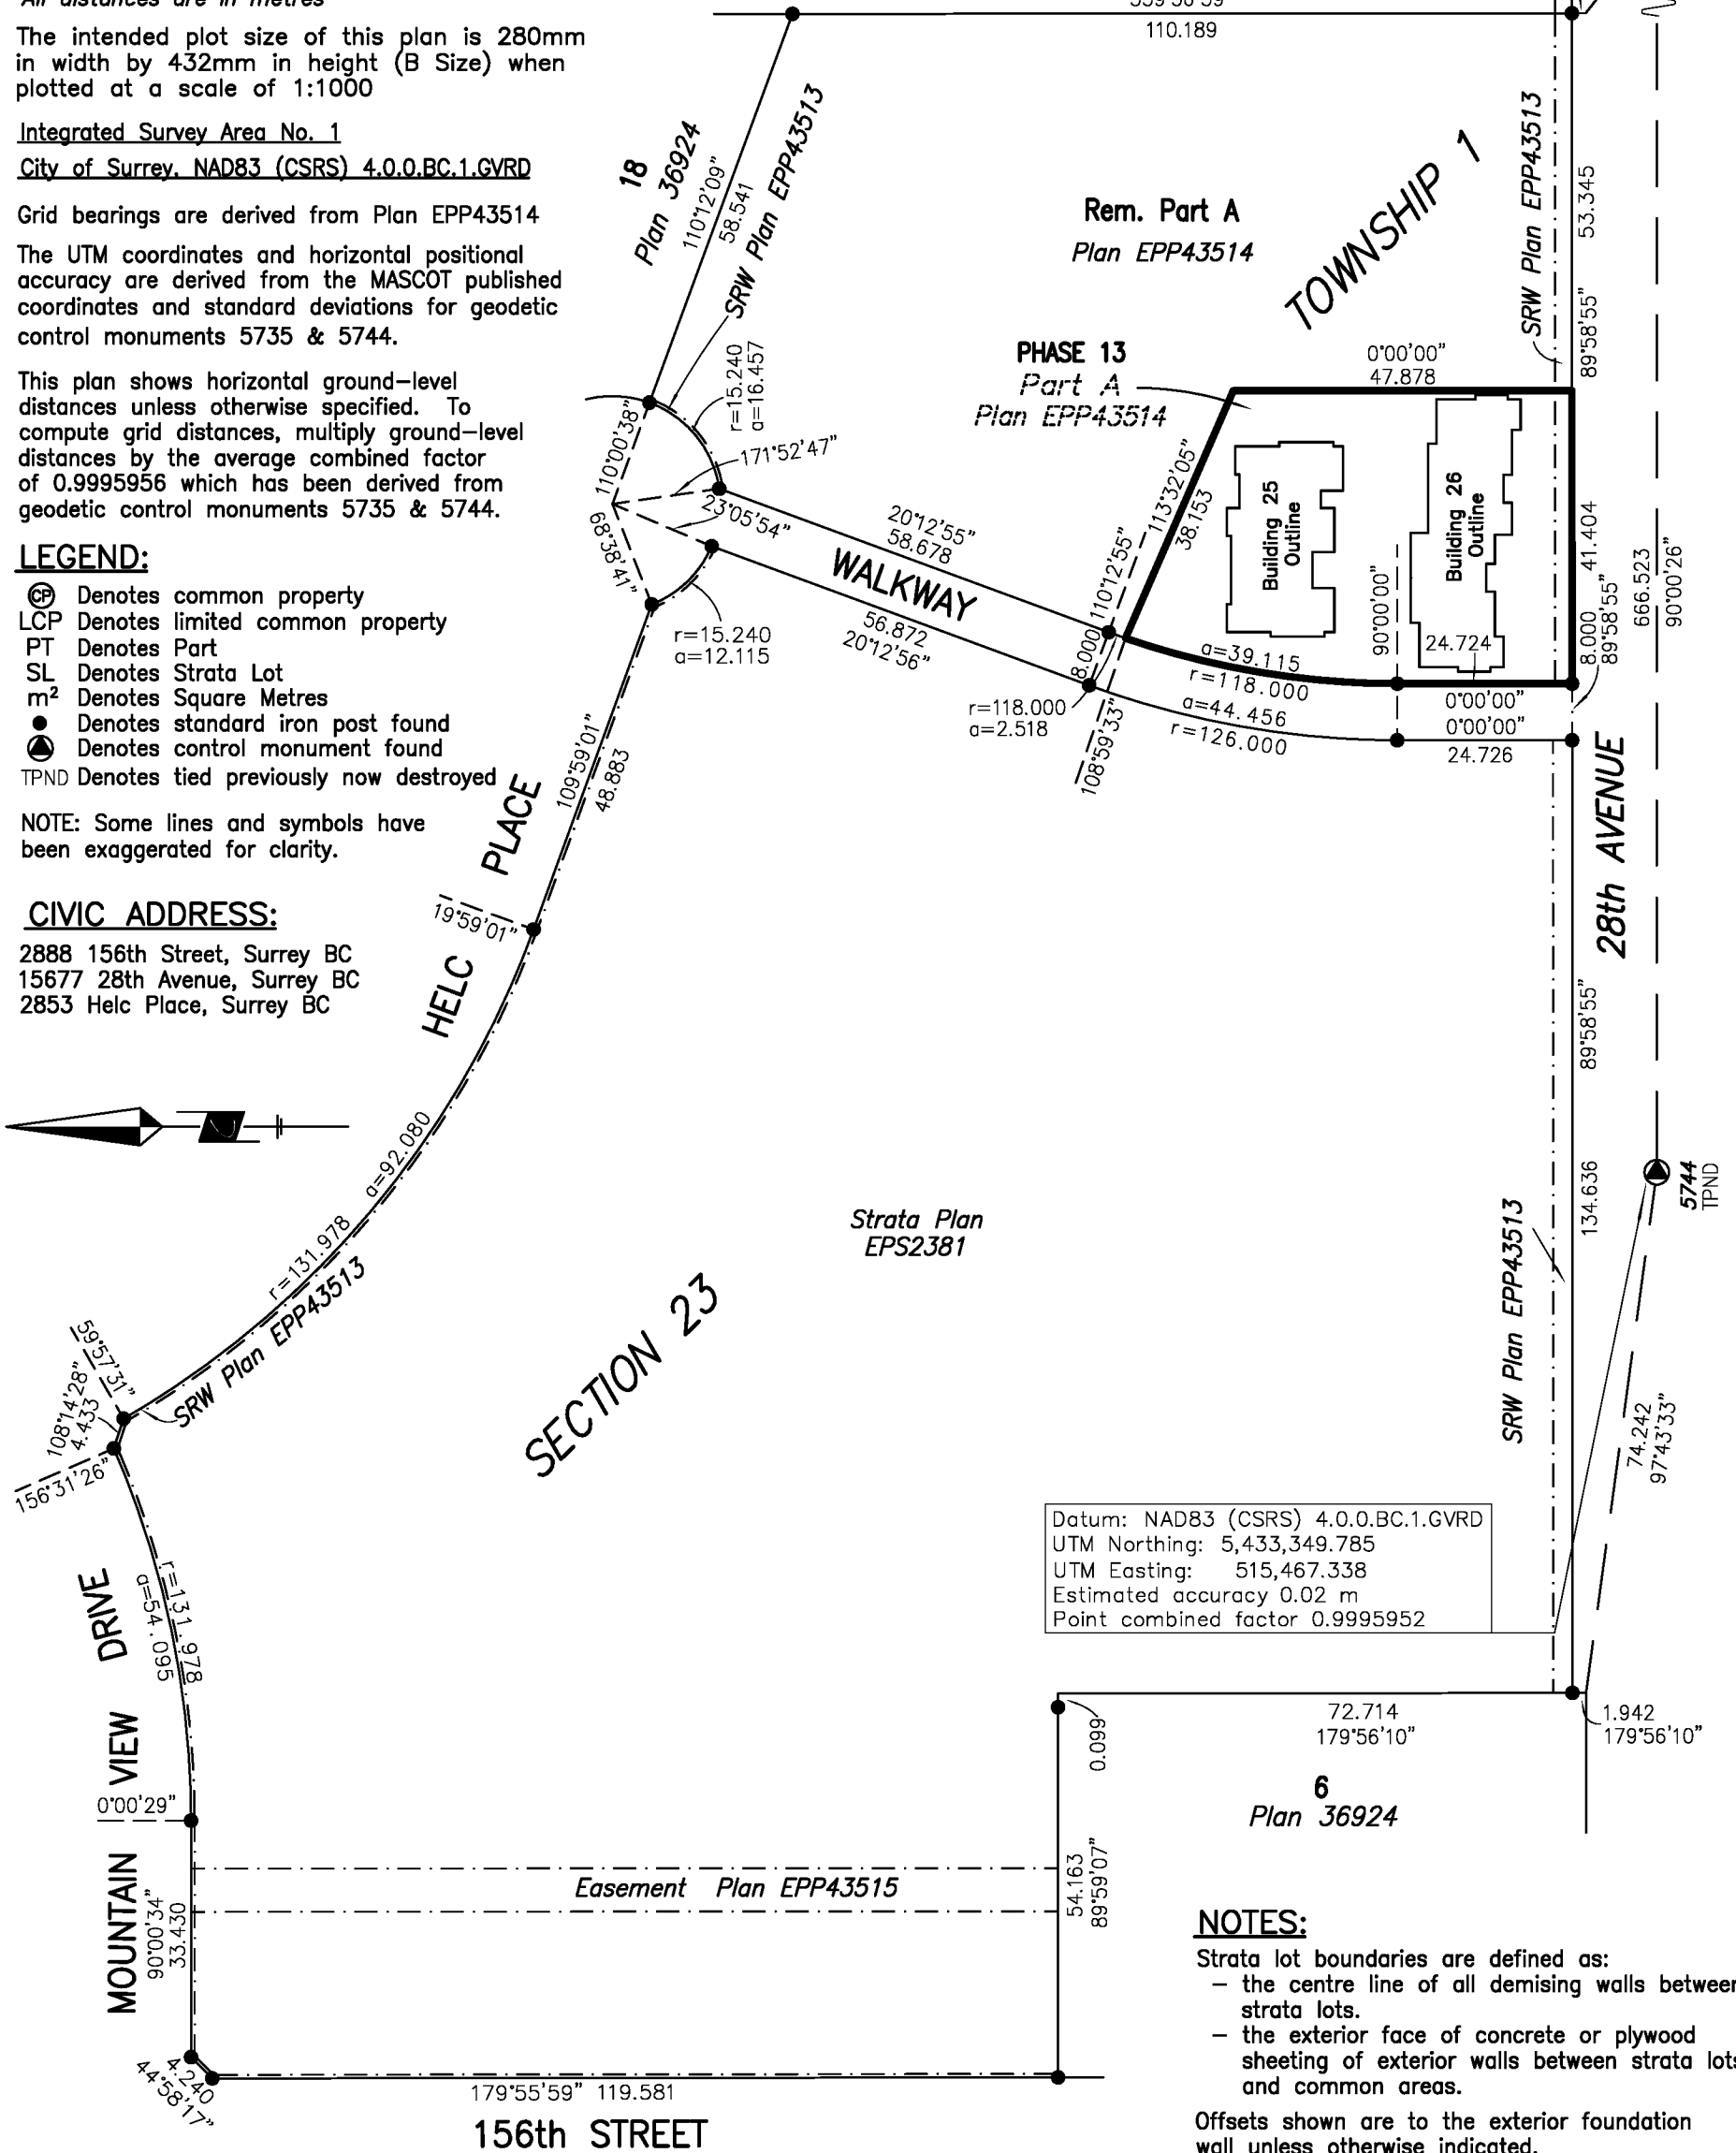 All distances are in metres
The intended plot size of this plan is 280mm
in width by 432mm in height (B Size) when
plotted at a scale of 1:1000
Integrated Survey Area No. 1
City of Surrey, NAD83 (CSRS) 4.0.0.BC.1.GVRD
Grid bearings are derived from Plan EPP43514
The UTM coordinates and horizontal positional
accuracy are derived from the MASCOT published
coordinates and standard deviations for geodetic
control monuments 5735 & 5744.
This plan shows horizontal ground-level
distances unless otherwise specified. To
compute grid distances, multiply ground-level
distances by the average combined factor
of 0.9995956 which has been derived from
geodetic control monuments 5735 & 5744.
LEGEND:
CP Denotes common property
LCP Denotes limited common property
PT Denotes Part
SL Denotes Strata Lot
m² Denotes Square Metres
Denotes standard iron post found
Denotes control monument found
TPND Denotes tied previously now destroyed
NOTE: Some lines and symbols have
been exaggerated for clarity.
CIVIC ADDRESS:
2888 156th Street, Surrey BC
15677 28th Avenue, Surrey BC
2853 Helc Place, Surrey BC
110.189
18
Plan 36924
110°12'09"
58.541
SRW Plan EPP43513
Rem. Part A
Plan EPP43514
TOWNSHIP 1
SRW Plan EPP43513
53.345
89°58'55"
PHASE 13
Part A
Plan EPP43514
0°00'00"
47.878
r=15.240
a=16.457
110°00'38"
171°52'47"
23°05'54"
68°38'41"
20°12'55"
58.678
WALKWAY
56.872
20°12'56"
r=15.240
a=12.115
113°32'05"
38.153
110°12'55"
8.000
Building 25
Outline
Building 26
Outline
90°00'00"
24.724
41.404
89°58'55"
8.000
666.523
90°00'26"
a=39.115
r=118.000
0°00'00"
0°00'00"
24.726
r=118.000
a=2.518
a=44.456
r=126.000
108°59'33"
109°59'01"
48.883
HELC PLACE
19°59'01"
28th AVENUE
89°58'55"
134.636
5744
TPND
a=92.080
r=131.978
SRW Plan EPP43513
Strata Plan
EPS2381
SECTION 23
SRW Plan EPP43513
59°57'31"
108°14'28"
4.433
156°31'26"
74.242
97°43'33"
Datum: NAD83 (CSRS) 4.0.0.BC.1.GVRD
UTM Northing: 5,433,349.785
UTM Easting: 515,467.338
Estimated accuracy 0.02 m
Point combined factor 0.9995952
r=131.978
a=54.095
MOUNTAIN VIEW DRIVE
0°00'29"
90°00'34"
33.430
0.099
72.714
179°56'10"
1.942
179°56'10"
6
Plan 36924
Easement Plan EPP43515
54.163
89°59'07"
4.240
44°58'17"
179°55'59" 119.581
156th STREET
NOTES:
Strata lot boundaries are defined as:
– the centre line of all demising walls between
strata lots.
– the exterior face of concrete or plywood
sheeting of exterior walls between strata lots
and common areas.
Offsets shown are to the exterior foundation
wall unless otherwise indicated.